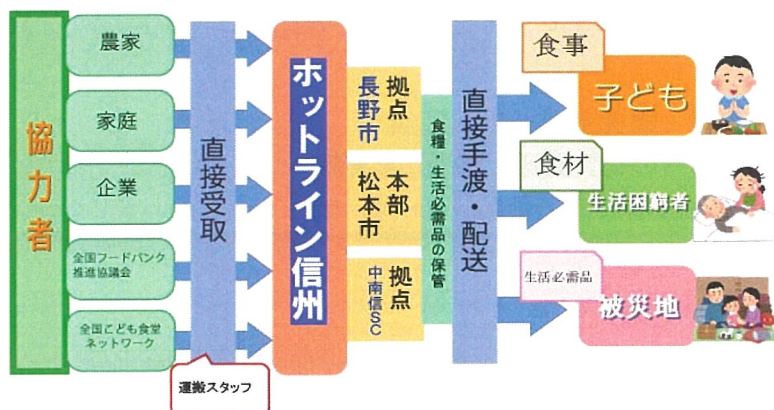 協力者
農家
家庭
企業
全国フードバンク
推進協議会
全国こども食堂
ネットワーク
直接受取
運搬スタッフ
ホットライン信州
拠点
長野市
本部
松本市
拠点
中南信SC
食糧・生活必需品の保管
直接手渡・配送
食事
子ども
食材
生活困窮者
生活必需品
被災地